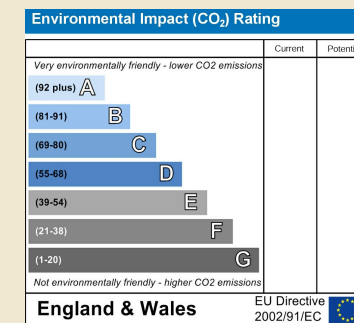 Environmental Impact (CO₂) Rating
Current Potenti
Very environmentally friendly - lower CO2 emissions
(92 plus) A
(81-91) B
(69-80) C
(55-68) D
(39-54) E
(21-38) F
(1-20) G
Not environmentally friendly - higher CO2 emissions
England & Wales
EU Directive
2002/91/EC